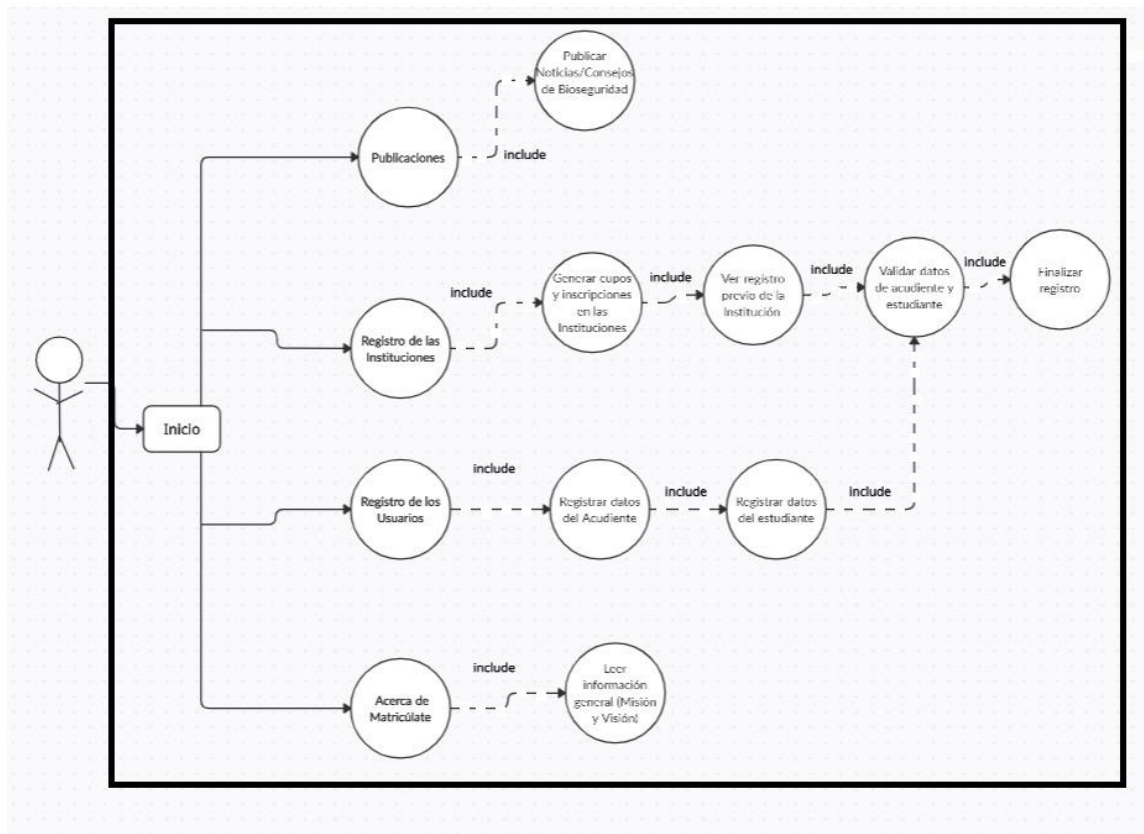 Publicar
Noticias/Consejos
de Bioseguridad
Publicaciones
include
Generar cupos
y inscripciones
en las
Instituciones
include
include
Ver registro
previo de la
Institución
include
Validar datos
de acudiente y
estudiante
include
Finalizar
registro
Registro de las
Instituciones
Inicio
Registro de los
Usuarios
include
Registrar datos
del Acudiente
include
Registrar datos
del estudiante
include
Acerca de
Matricúlate
include
Leer
información
general (Misión
y Visión)